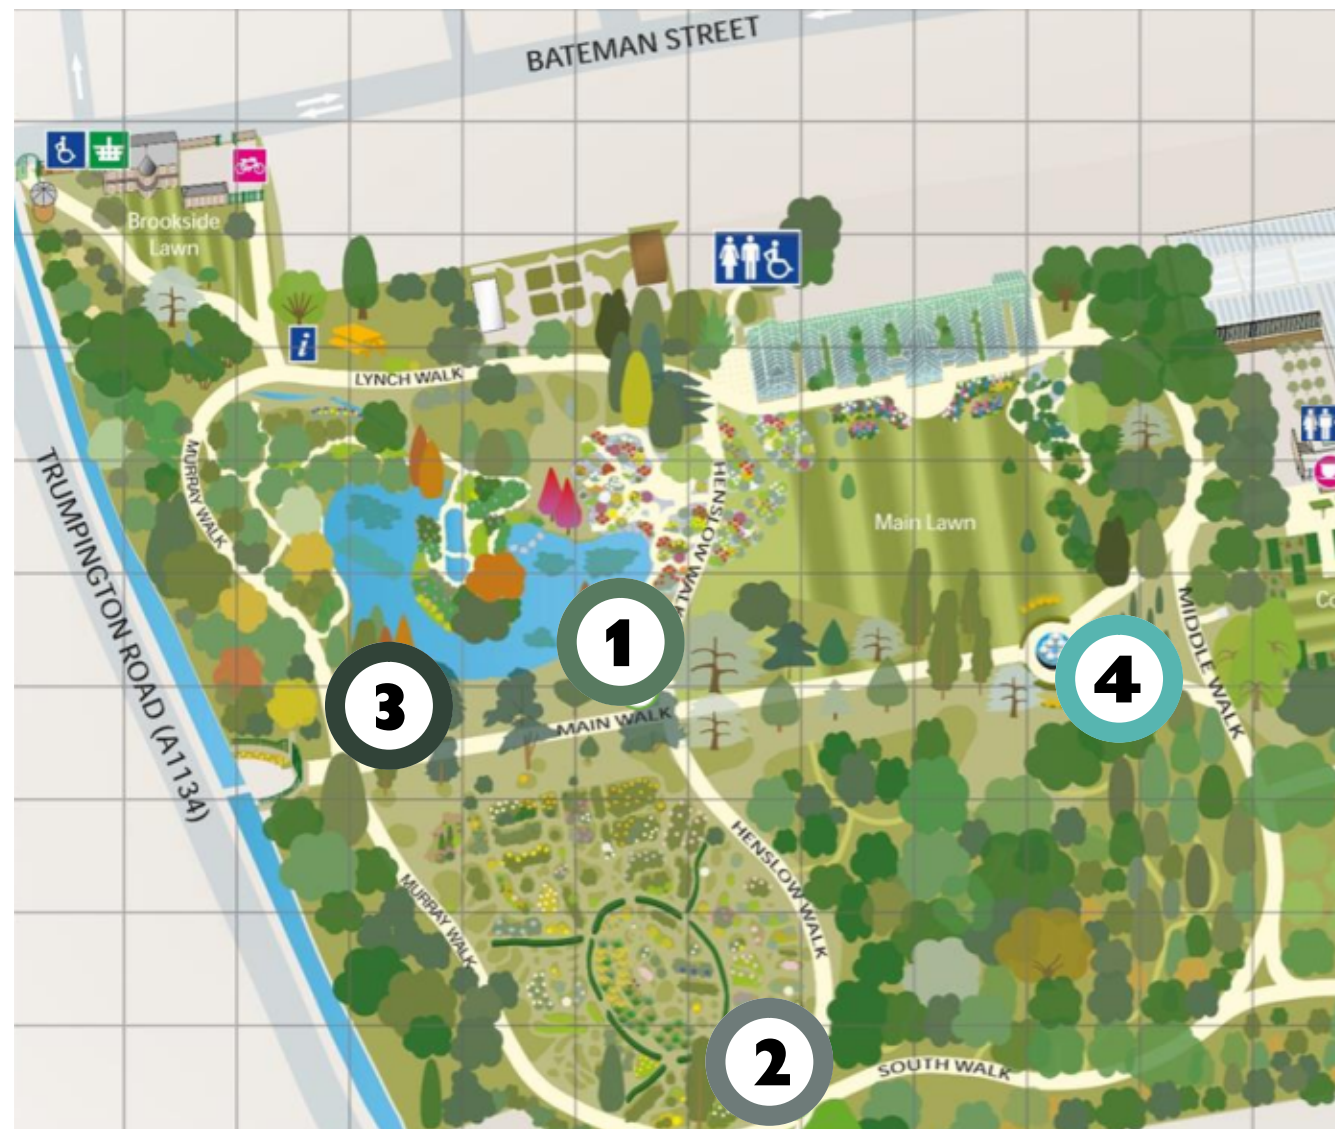 BATEMAN STREET
Brookside
Lawn
i
LYNCH WALK
MURRAY WALK
HENSLOW WALK
Main Lawn
TRUMPINGTON ROAD (A1134)
1
MIDDLE WALK
4
3
MAIN WALK
HENSLOW WALK
MURRAY WALK
2
SOUTH WALK